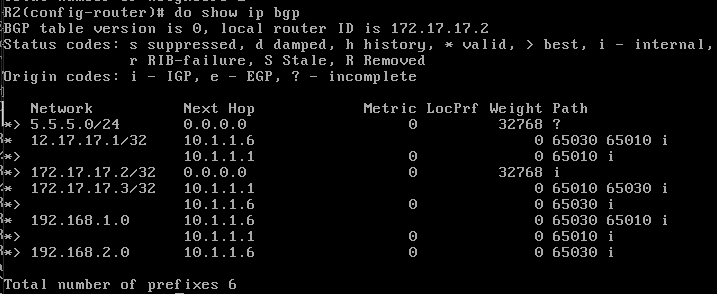 R2(config-router)# do show ip bgp
BGP table version is 0, local router ID is 172.17.17.2
Status codes: s suppressed, d damped, h history, * valid, > best, i - internal,
              r RIB-failure, S Stale, R Removed
Origin codes: i - IGP, e - EGP, ? - incomplete

   Network          Next Hop            Metric LocPrf Weight Path
*> 5.5.5.0/24       0.0.0.0                  0         32768 ?
*  12.17.17.1/32    10.1.1.6                               0 65030 65010 i
*>                  10.1.1.1                 0             0 65010 i
*> 172.17.17.2/32   0.0.0.0                  0         32768 i
*  172.17.17.3/32   10.1.1.1                               0 65010 65030 i
*>                  10.1.1.6                 0             0 65030 i
*  192.168.1.0      10.1.1.6                               0 65030 65010 i
*>                  10.1.1.1                 0             0 65010 i
*> 192.168.2.0      10.1.1.6                 0             0 65030 i

Total number of prefixes 6